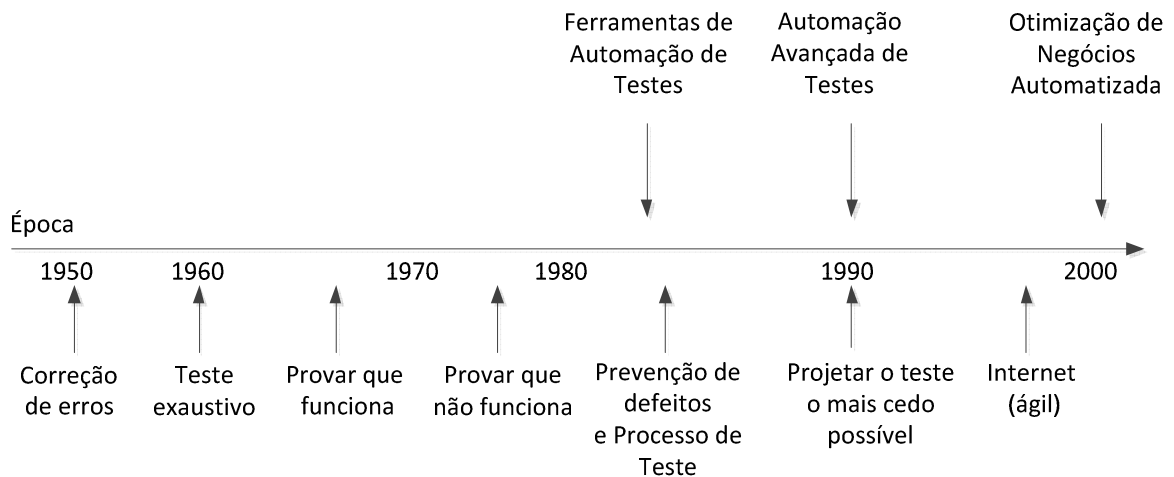 Ferramentas de
Automação de
Testes
Automação
Avançada de
Testes
Otimização de
Negócios
Automatizada
Época
1950
1960
1970
1980
1990
2000
Correção
de erros
Teste
exaustivo
Provar que
funciona
Provar que
não funciona
Prevenção de
defeitos
e Processo de
Teste
Projetar o teste
o mais cedo
possível
Internet
(ágil)